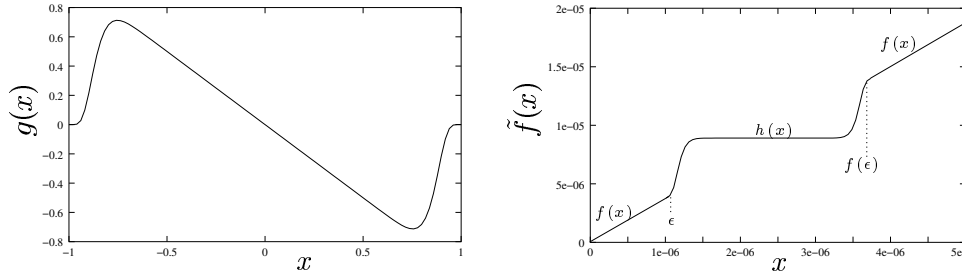 0.8
0.6
0.4
0.2
0
−0.2
−0.4
−0.6
−0.8
g(x)
−1
−0.5
0
0.5
1
x
2e−05
1.5e−05
1e−05
5e−06
0
f̃(x)
f(x)
ϵ
h(x)
f(ϵ)
f(x)
0
1e−06
2e−06
3e−06
4e−06
5e
x